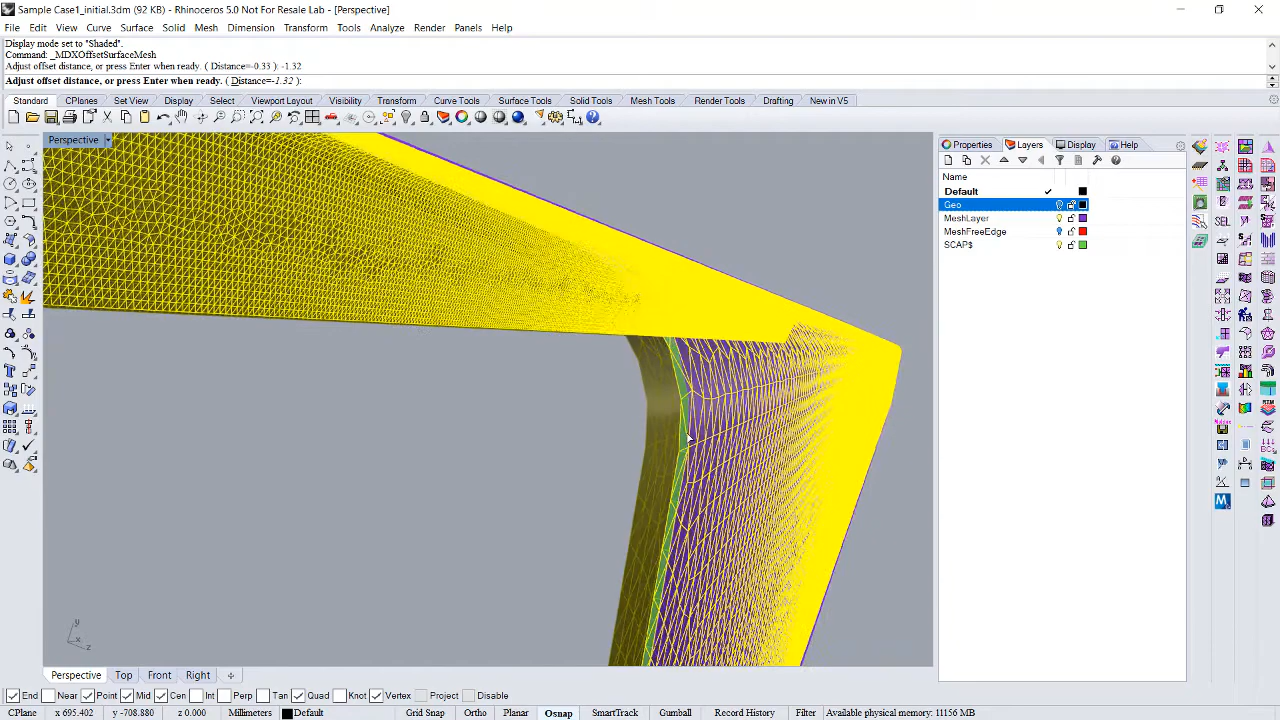 Sample Case1_initial.3dm (92 KB) - Rhinoceros 5.0 Not For Resale Lab - [Perspective]
File Edit View Curve Surface Solid Mesh Dimension Transform Tools Analyze Render Panels Help
Display mode set to "Shaded".
Command: _MDXOffsetSurfaceMesh
Adjust offset distance, or press Enter when ready. ( Distance=-0.33 ): -1.32
Adjust offset distance, or press Enter when ready. ( Distance=-1.32 ):
Standard CPlanes Set View Display Select Viewport Layout Visibility Transform Curve Tools Surface Tools Solid Tools Mesh Tools Render Tools Drafting New in V5
Perspective
Properties Layers Display Help
Name
Default
Geo
MeshLayer
MeshFreeEdge
SCAP$
SEL
y
x
z
Perspective Top Front Right
End Near Point Mid Cen Int Perp Tan Quad Knot Vertex Project Disable
CPlane x 695.402 y -708.880 z 0.000 Millimeters Default Grid Snap Ortho Planar Osnap SmartTrack Gumball Record History Filter Available physical memory: 11156 MB